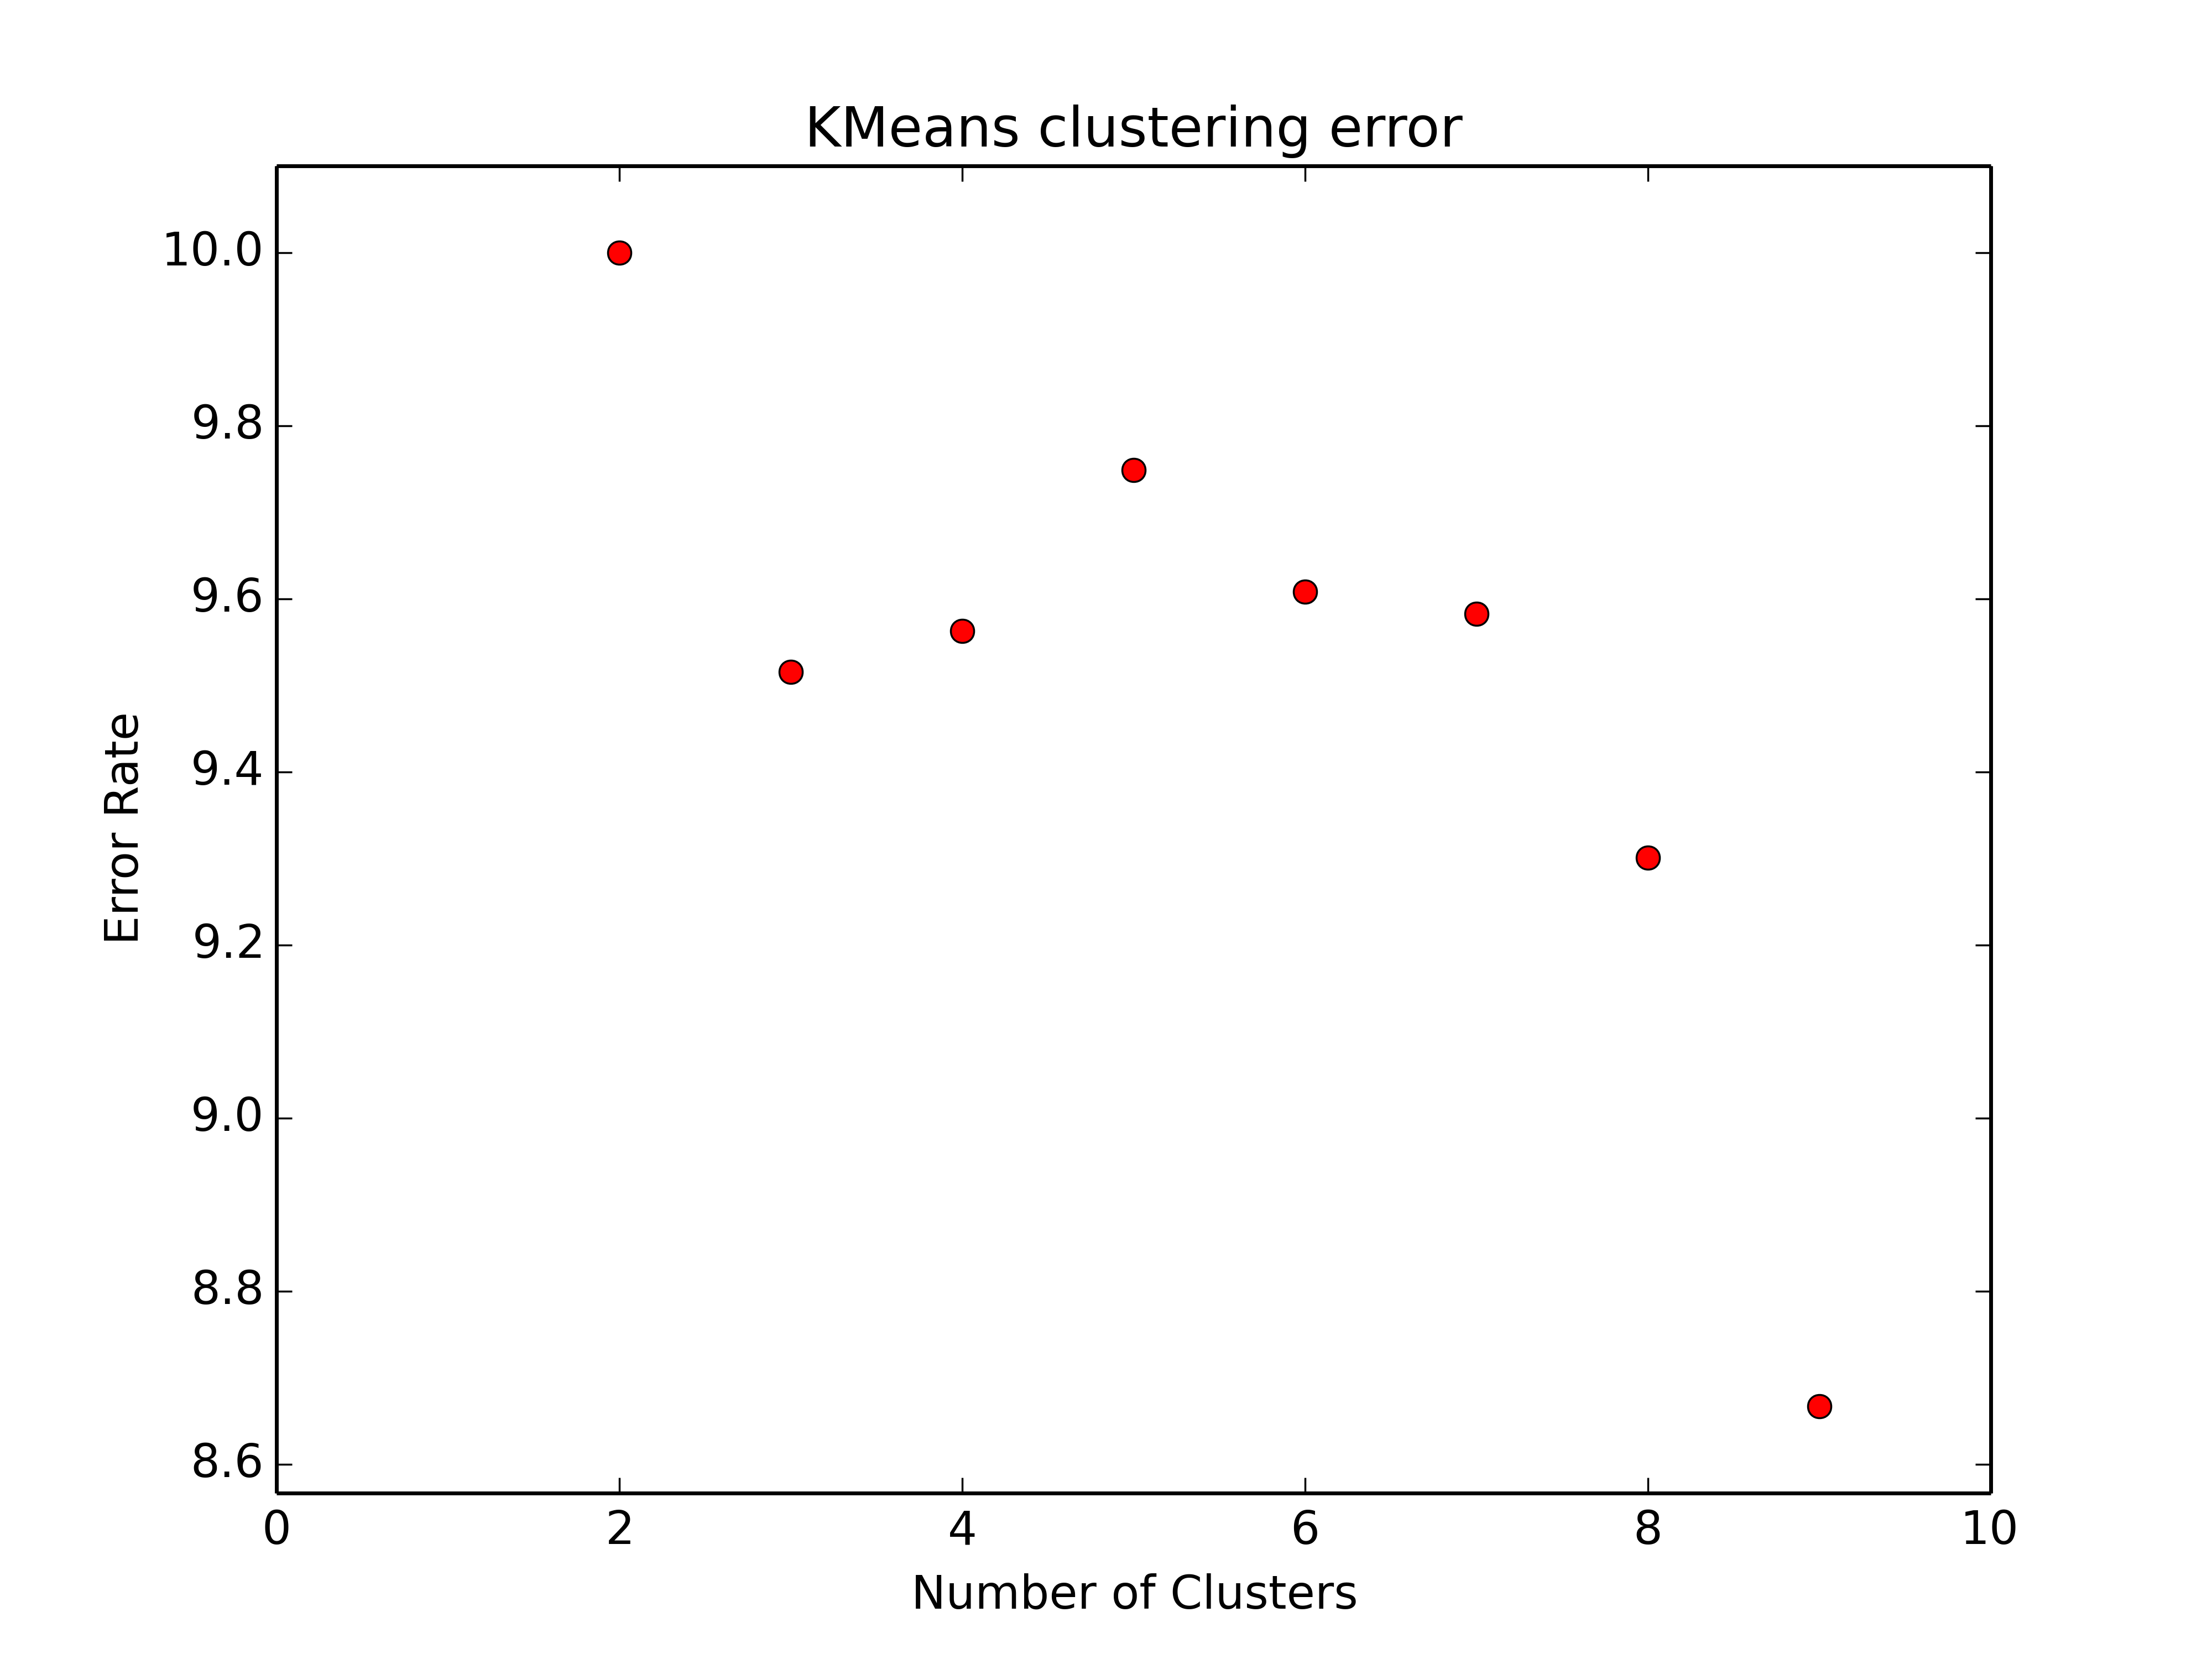 KMeans clustering error
10.0
9.8
9.6
9.4
9.2
9.0
8.8
8.6
Error Rate
0 2 4 6 8 10
Number of Clusters